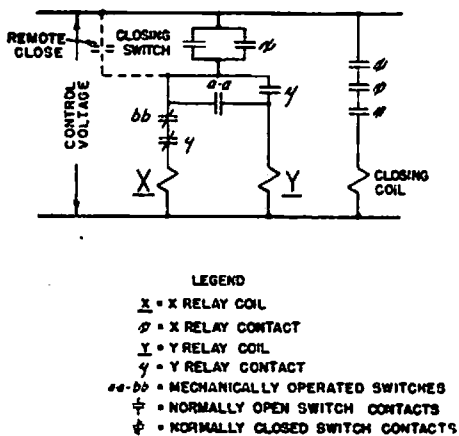 REMOTE CLOSE
CLOSING SWITCH
x
x
x
x
CONTROL VOLTAGE
a-a
y
bb
y
X
Y
CLOSING COIL
LEGEND
X = X RELAY COIL
x = X RELAY CONTACT
Y = Y RELAY COIL
y = Y RELAY CONTACT
aa-bb = MECHANICALLY OPERATED SWITCHES
= NORMALLY OPEN SWITCH CONTACTS
= NORMALLY CLOSED SWITCH CONTACTS